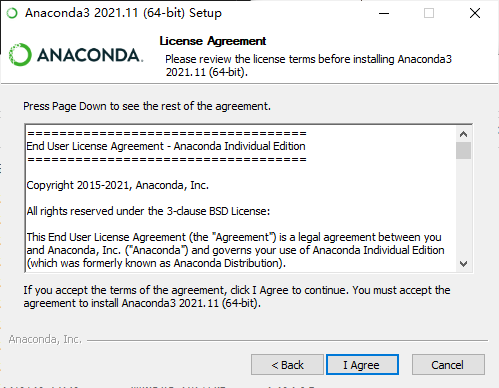 Anaconda3 2021.11 (64-bit) Setup
ANACONDA.
License Agreement
Please review the license terms before installing Anaconda3
2021.11 (64-bit).
Press Page Down to see the rest of the agreement.
===================================
End User License Agreement - Anaconda Individual Edition
===================================
Copyright 2015-2021, Anaconda, Inc.
All rights reserved under the 3-clause BSD License:
This End User License Agreement (the "Agreement") is a legal agreement between you
and Anaconda, Inc. ("Anaconda") and governs your use of Anaconda Individual Edition
(which was formerly known as Anaconda Distribution).
If you accept the terms of the agreement, click I Agree to continue. You must accept the
agreement to install Anaconda3 2021.11 (64-bit).
Anaconda, Inc.
< Back
I Agree
Cancel